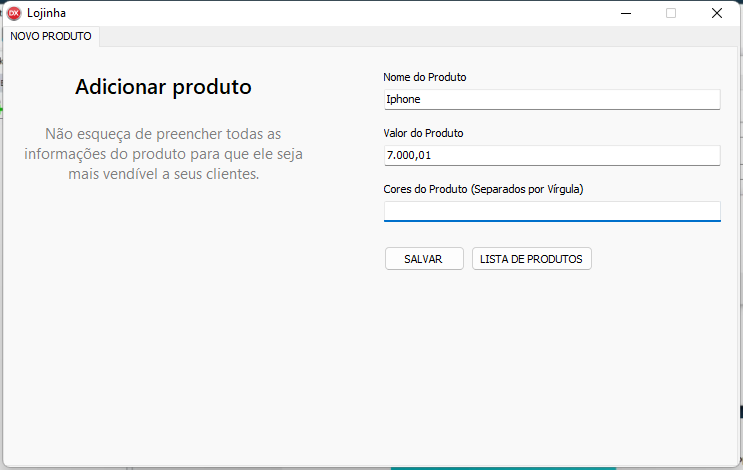 DX Lojinha
NOVO PRODUTO
Adicionar produto
Não esqueça de preencher todas as
informações do produto para que ele seja
mais vendível a seus clientes.
Nome do Produto
Iphone
Valor do Produto
7.000,01
Cores do Produto (Separados por Vírgula)
SALVAR LISTA DE PRODUTOS